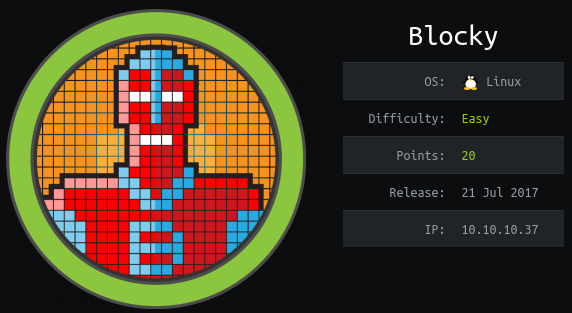 Blocky
OS: Linux
Difficulty: Easy
Points: 20
Release: 21 Jul 2017
IP: 10.10.10.37